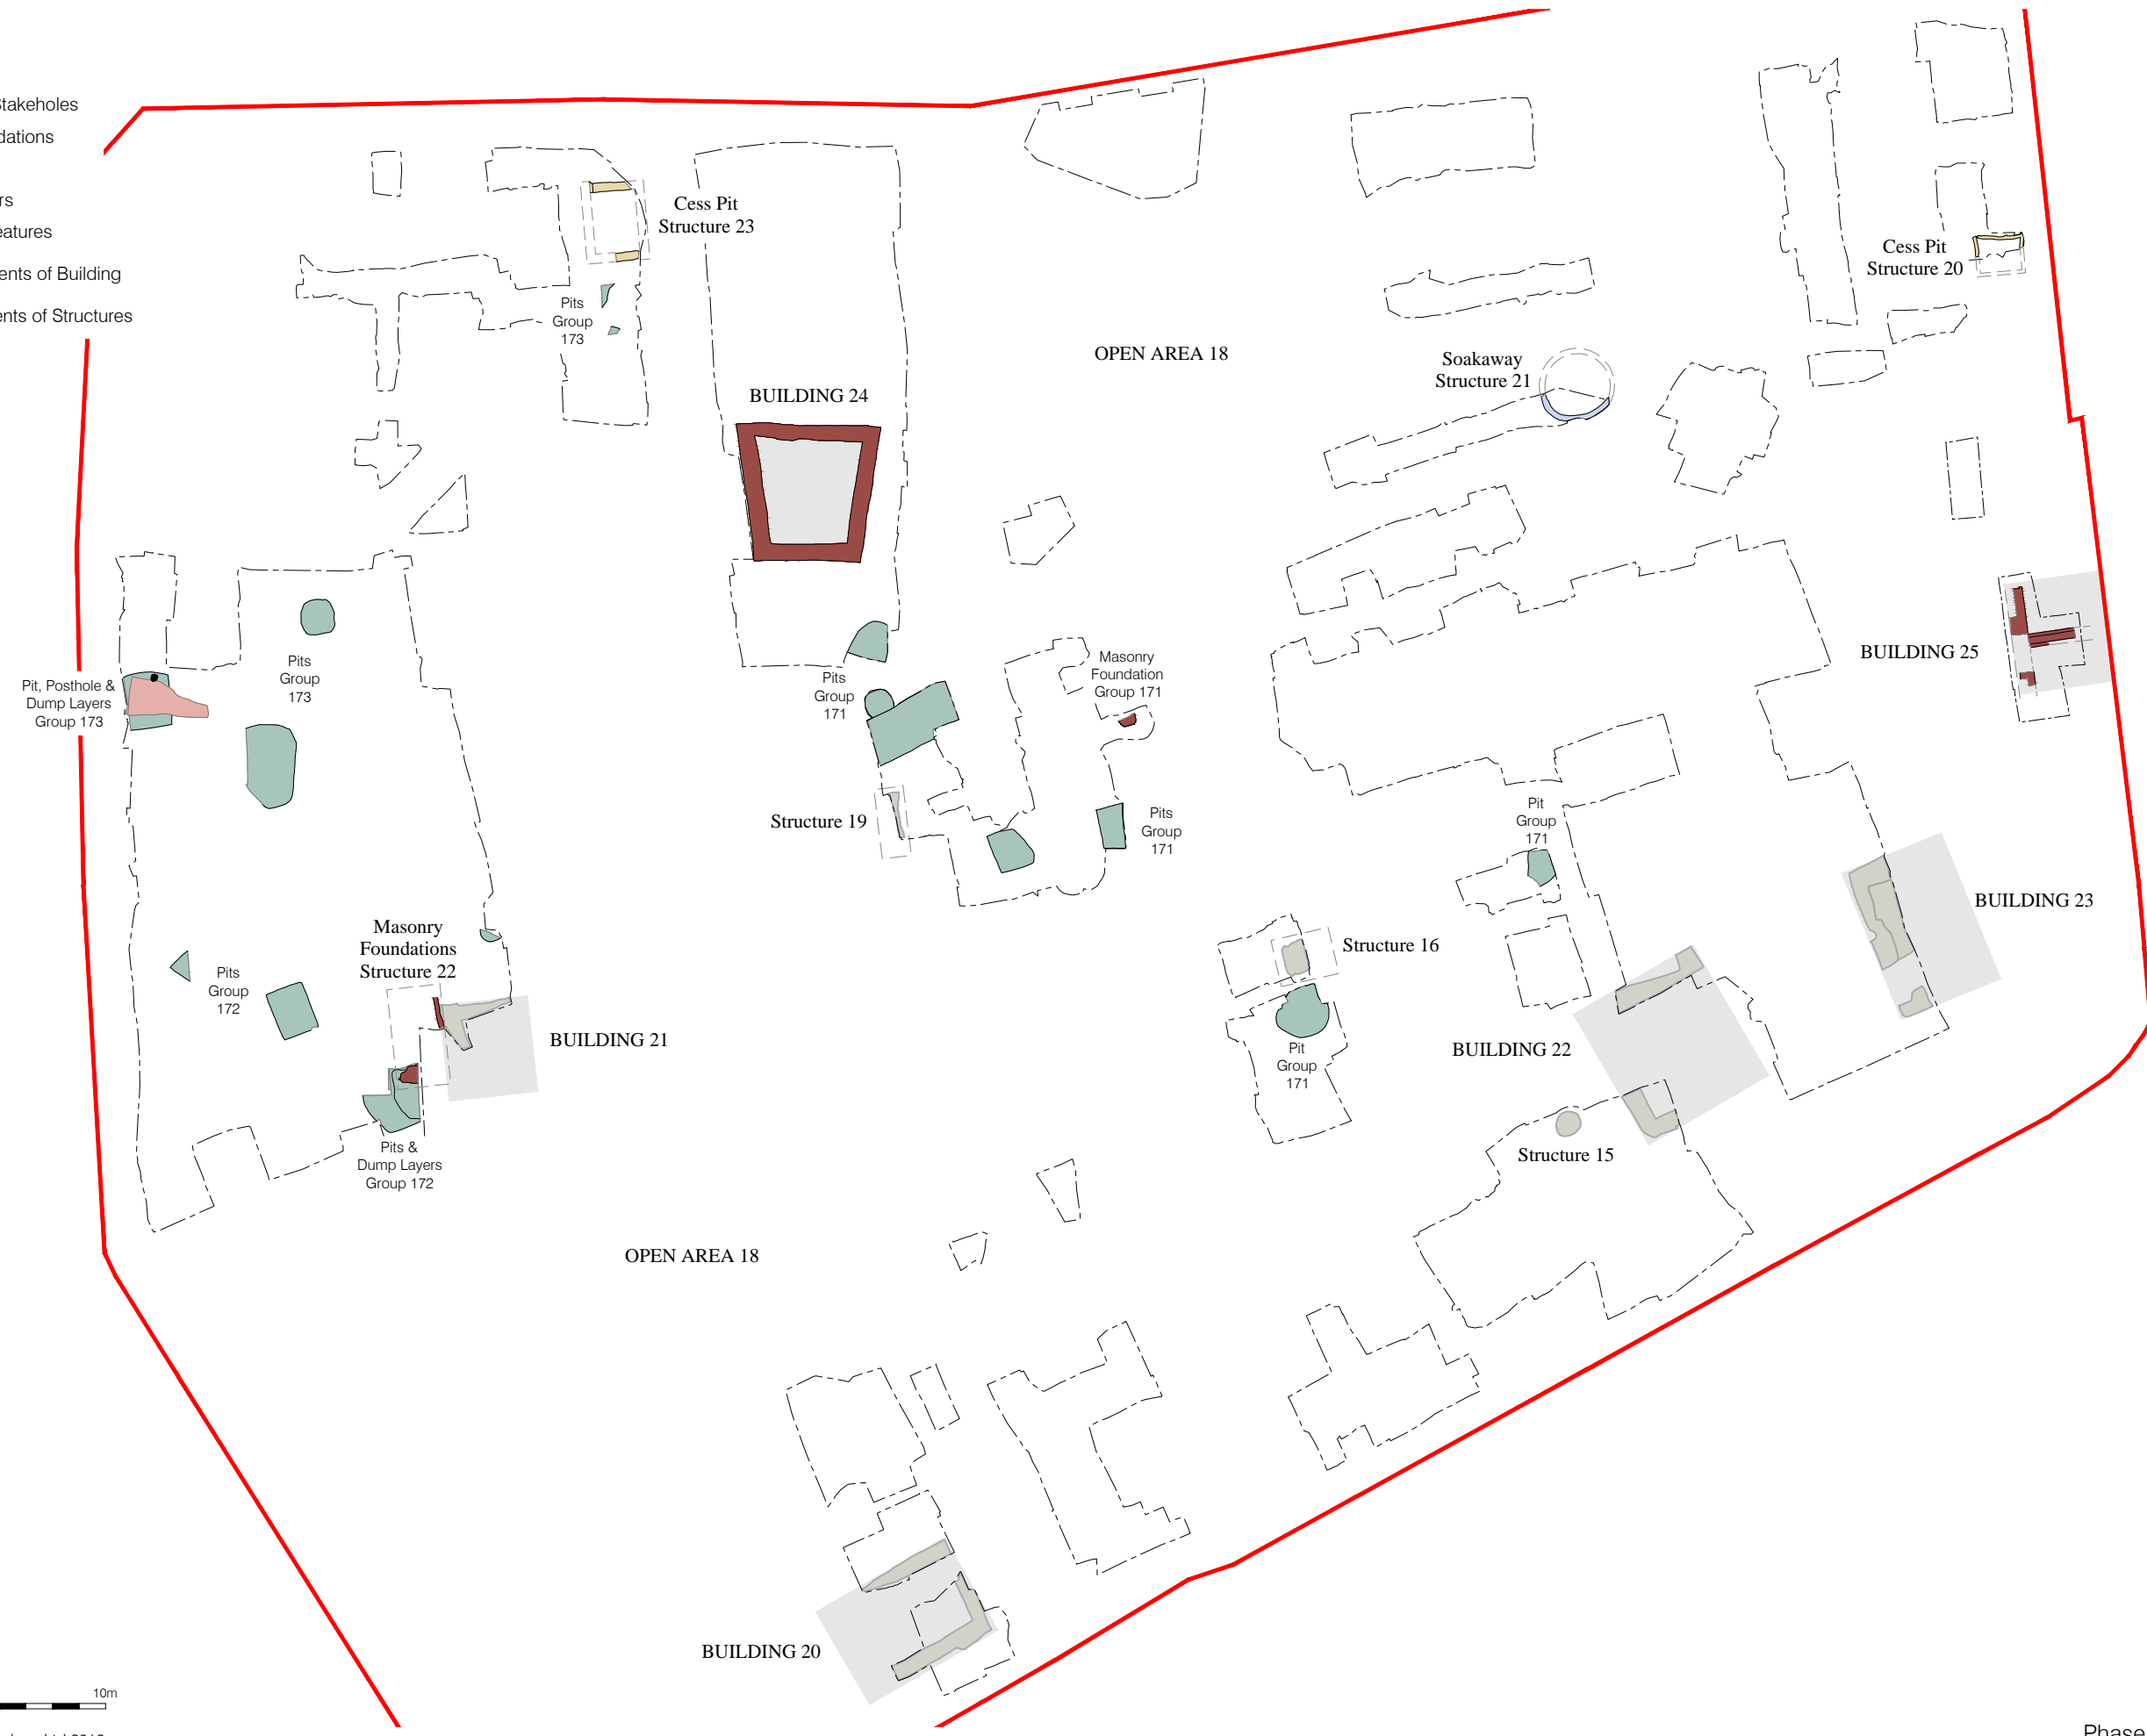 Stakeholes
dations
rs
eatures
ents of Building
ents of Structures
Cess Pit
Structure 23
Cess Pit
Structure 20
Pits
Group
173
OPEN AREA 18
Soakaway
Structure 21
BUILDING 24
Pits
Group
173
Pit, Posthole &
Dump Layers
Group 173
Pits
Group
171
Masonry
Foundation
Group 171
BUILDING 25
Structure 19
Pits
Group
171
Pit
Group
171
BUILDING 23
Masonry
Foundations
Structure 22
Structure 16
Pits
Group
172
BUILDING 21
Pit
Group
171
BUILDING 22
Pits &
Dump Layers
Group 172
Structure 15
OPEN AREA 18
BUILDING 20
10m
Phase